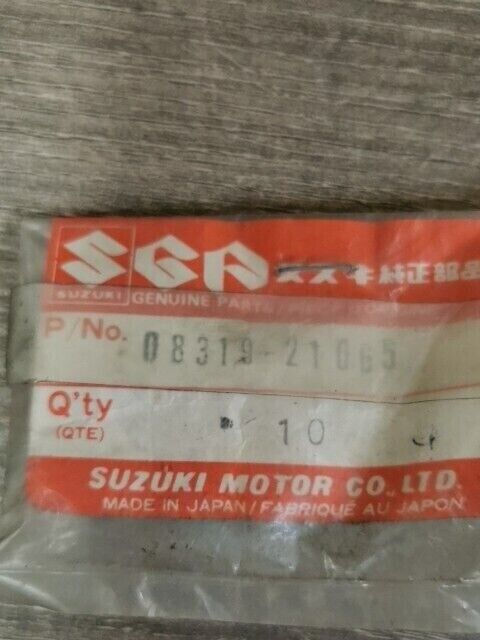 SGP スズキ純正部品
SUZUKI GENUINE PARTS
P/No. 08319-21065
Q'ty 10
(QTE)
SUZUKI MOTOR CO., LTD.
MADE IN JAPAN/FABRIQUÉ AU JAPON